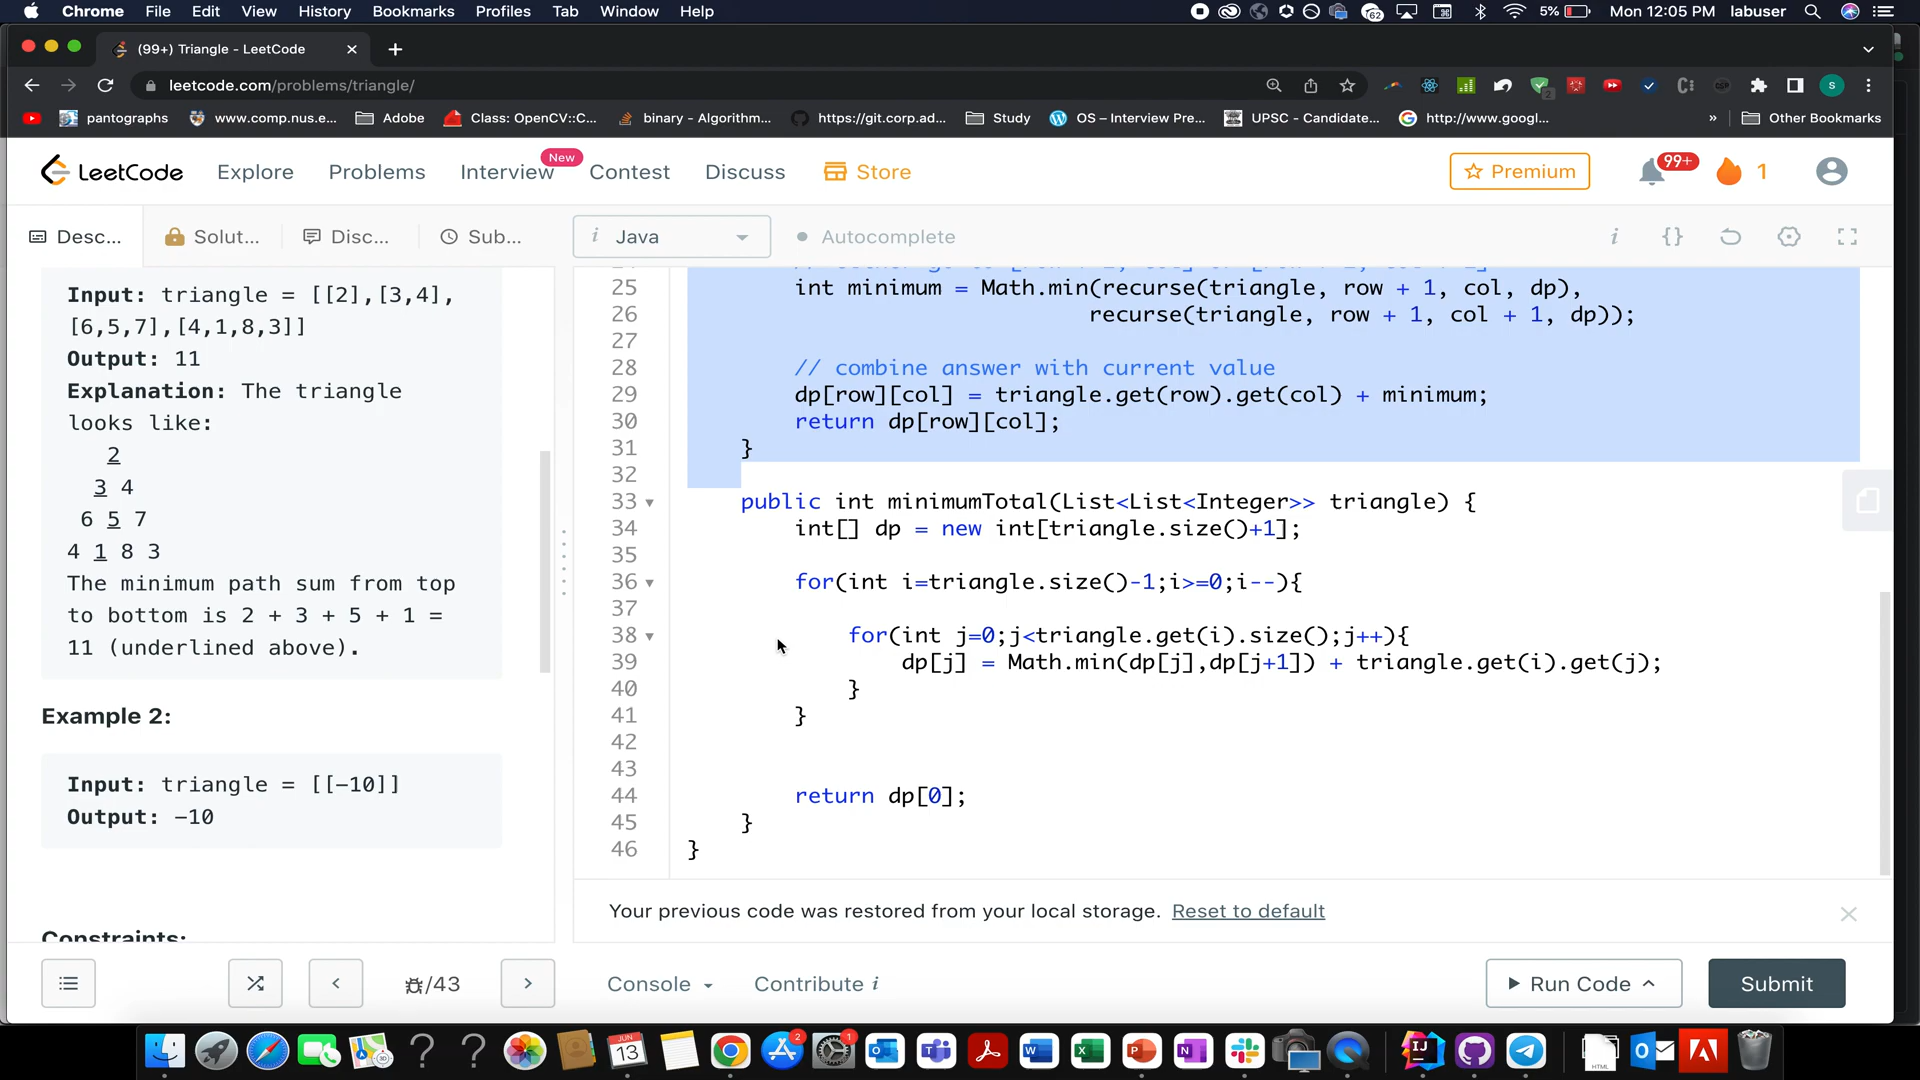 Chrome File Edit View History Bookmarks Profiles Tab Window Help 62 5% Mon 12:05 PM labuser
(99+) Triangle - LeetCode
leetcode.com/problems/triangle/ 2 S
pantographs www.comp.nus.e... Adobe Class: OpenCV::C... binary - Algorithm... https://git.corp.ad... Study OS – Interview Pre... UPSC - Candidate... http://www.googl... » Other Bookmarks
LeetCode Explore Problems Interview New Contest Discuss Store Premium 99+ 1
Desc... Solut... Disc... Sub... i Java Autocomplete i {}
Input: triangle = [[2],[3,4],
[6,5,7],[4,1,8,3]]
Output: 11
Explanation: The triangle
looks like:
2
3 4
6 5 7
4 1 8 3
The minimum path sum from top
to bottom is 2 + 3 + 5 + 1 =
11 (underlined above).
Example 2:
Input: triangle = [[-10]]
Output: -10
Constraints:
25 int minimum = Math.min(recurse(triangle, row + 1, col, dp),
26 recurse(triangle, row + 1, col + 1, dp));
27
28 // combine answer with current value
29 dp[row][col] = triangle.get(row).get(col) + minimum;
30 return dp[row][col];
31 }
32
33 public int minimumTotal(List<List<Integer>> triangle) {
34 int[] dp = new int[triangle.size()+1];
35
36 for(int i=triangle.size()-1;i>=0;i--){
37
38 for(int j=0;j<triangle.get(i).size();j++){
39 dp[j] = Math.min(dp[j],dp[j+1]) + triangle.get(i).get(j);
40 }
41 }
42
43
44 return dp[0];
45 }
46 }
Your previous code was restored from your local storage. Reset to default
/43 Console Contribute i Run Code Submit
JUN 13 2 1